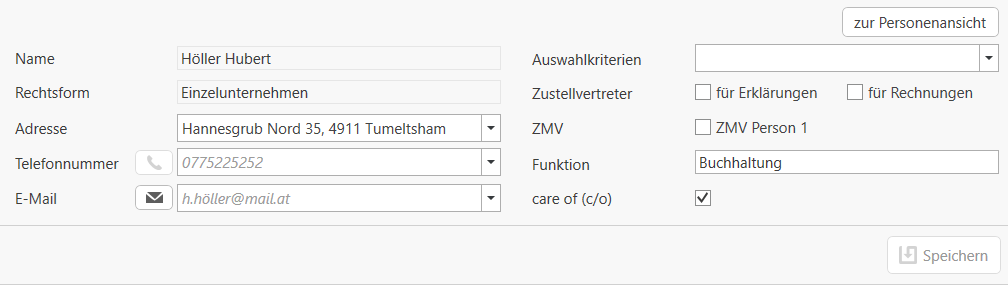 zur Personenansicht
Name Höller Hubert
Rechtsform Einzelunternehmen
Adresse Hannesgrub Nord 35, 4911 Tumeltsham
Telefonnummer 0775225252
E-Mail h.höller@mail.at
Auswahlkriterien
Zustellvertreter für Erklärungen für Rechnungen
ZMV ZMV Person 1
Funktion Buchhaltung
care of (c/o)
Speichern